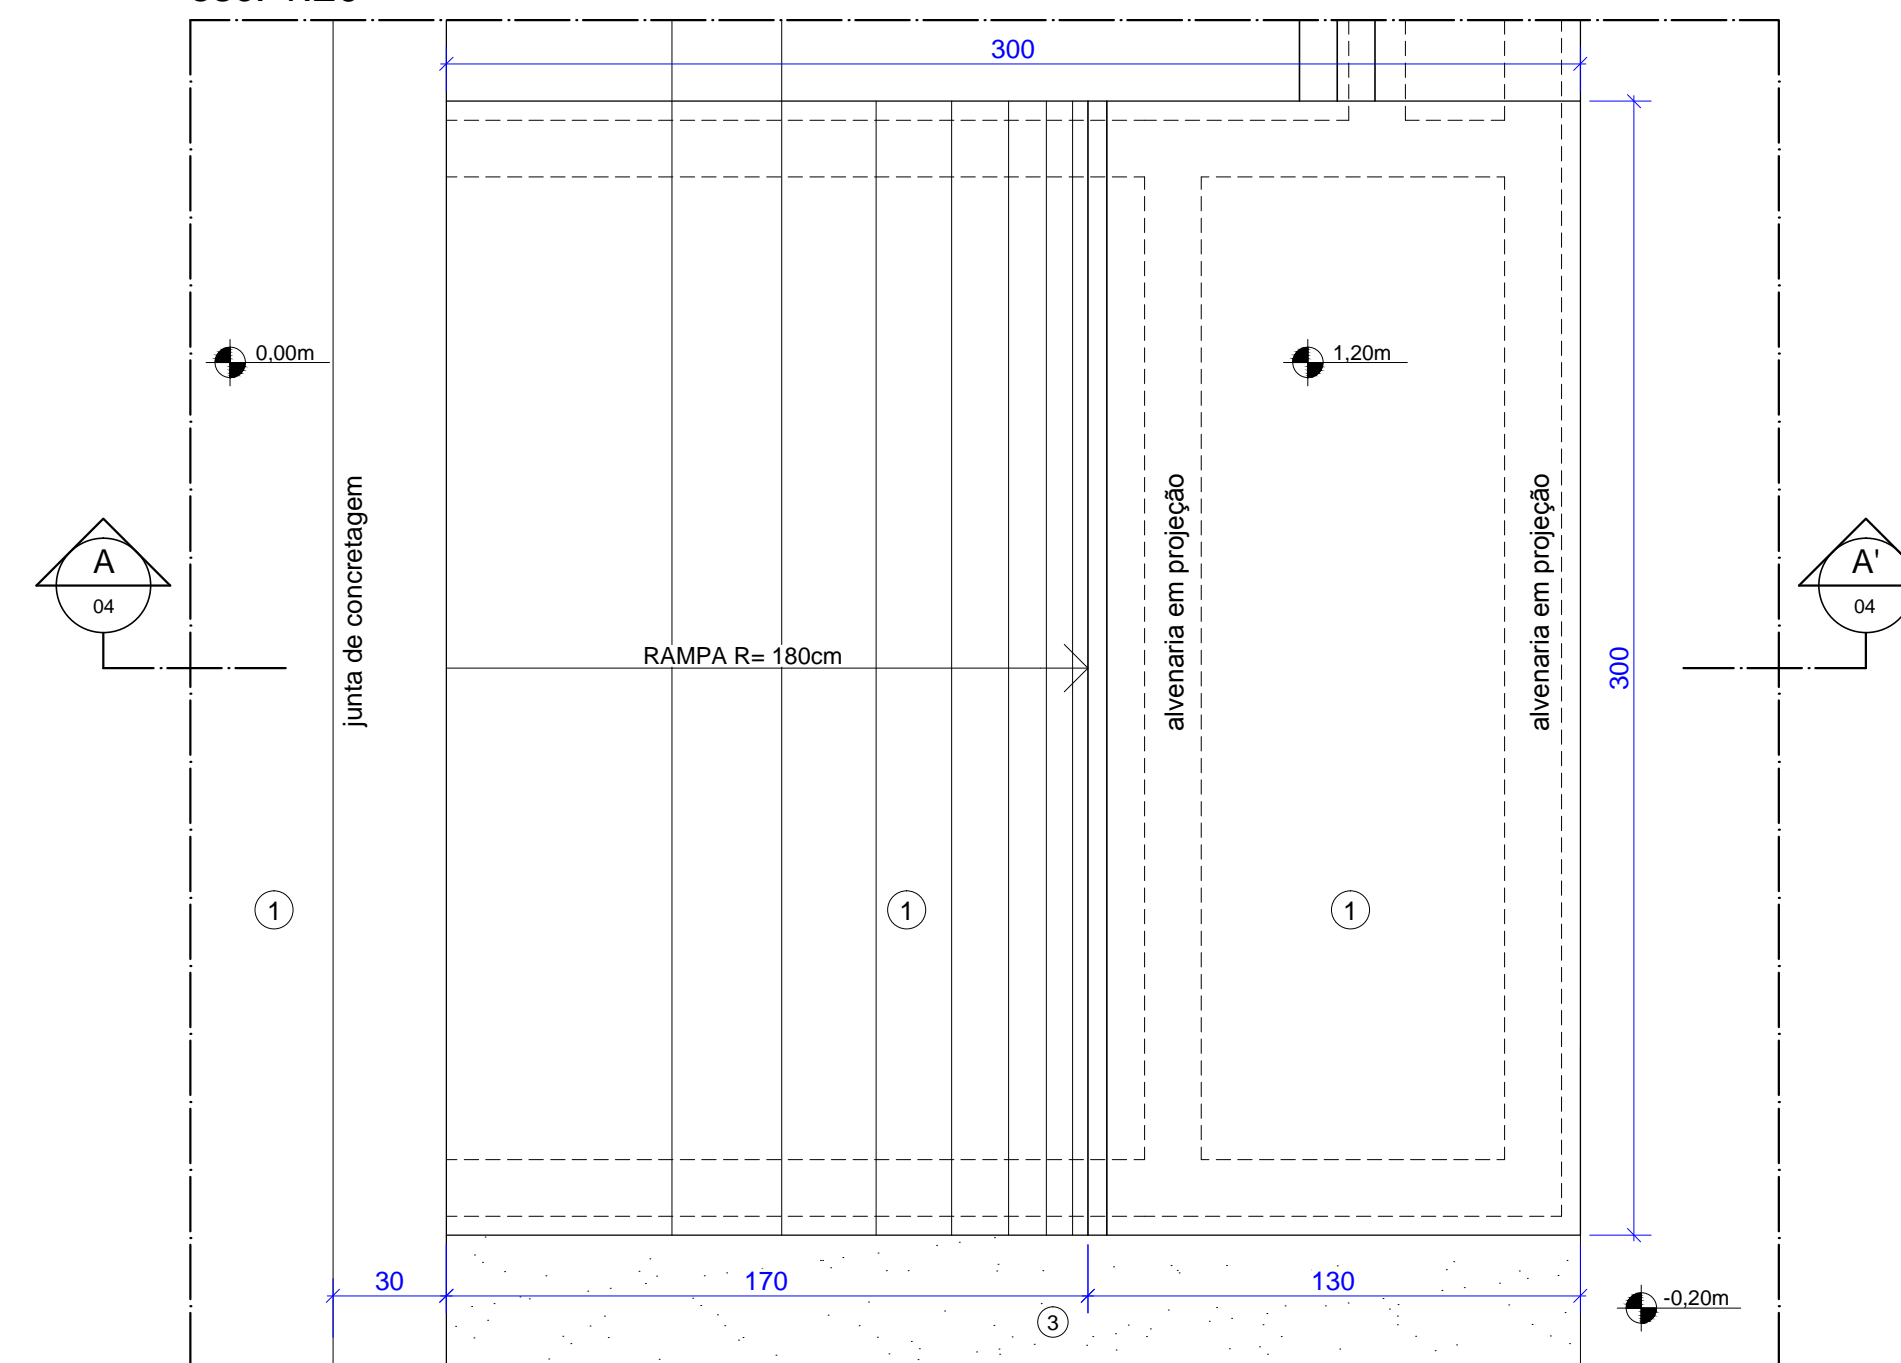 300
0,00m
1,20m
junta de concretagem
alvenaria em projeção
alvenaria em projeção
A
04
A'
04
RAMPA R= 180cm
300
1
1
1
30
170
130
-0,20m
3